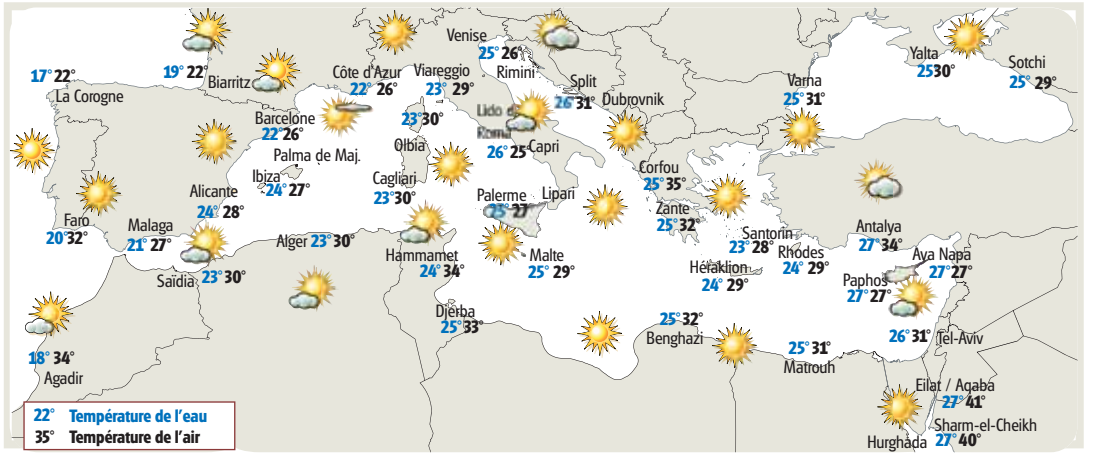 Venise
25° 26°
Rimini
Yalta
25 30°
Sotchi
25° 29°
17° 22°
La Corogne
19° 22°
Biarritz
Côte d'Azur
22° 26°
Viareggio
23° 29°
Split
26° 31°
Dubrovnik
Varna
25° 31°
Barcelone
22° 26°
23° 30°
Olbia
Lido di
Roma
26° 25°
Capri
Palma de Maj.
Ibiza
24° 27°
Cagliari
23° 30°
Corfou
25° 35°
Alicante
24° 28°
Palerme
25° 27
Lipari
Zante
25° 32°
Faro
20° 32°
Malaga
21° 27°
Alger 23° 30°
Santorin
23° 28°
Rhodes
24° 29°
Antalya
27° 34°
Saïdia
23° 30°
Hammamet
24° 34°
Malte
25° 29°
Héraklion
24° 29°
Aya Napa
27° 27°
Paphos
27° 27°
Djerba
25° 33°
25° 32°
Benghazi
26° 31°
Tel-Aviv
18° 34°
Agadir
25° 31°
Matrouh
Eilat / Aqaba
27° 41°
Sharm-el-Cheikh
27° 40°
Hurghada
22° Température de l'eau
35° Température de l'air